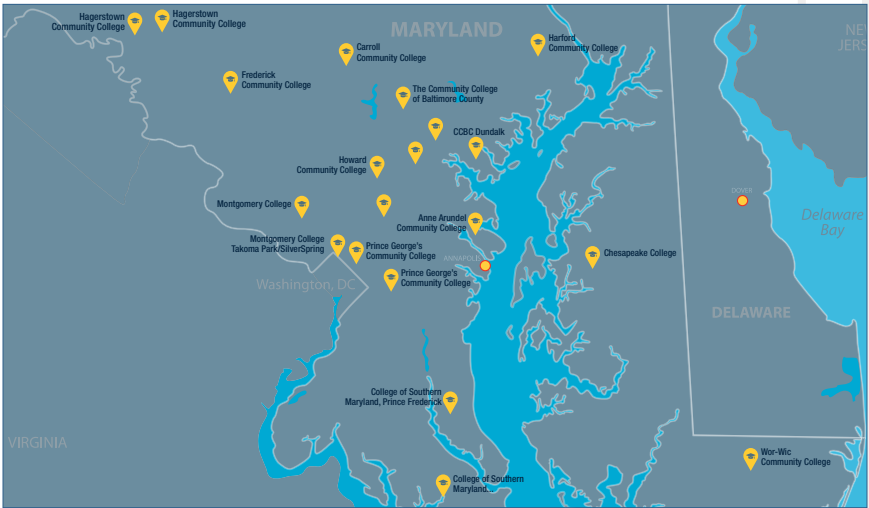 Hagerstown
Community College
Hagerstown
Community College
MARYLAND
NEW
JERS
Harford
Community College
Carroll
Community College
Frederick
Community College
The Community College
of Baltimore County
CCBC Dundalk
Howard
Community College
DOVER
Montgomery College
Delaware
Bay
Anne Arundel
Community College
Montgomery College
Takoma Park/SilverSpring
Prince George's
Community College
Chesapeake College
ANNAPOLIS
Prince George's
Community College
Washington, DC
DELAWARE
College of Southern
Maryland, Prince Frederick
VIRGINIA
Wor-Wic
Community College
College of Southern
Maryland...